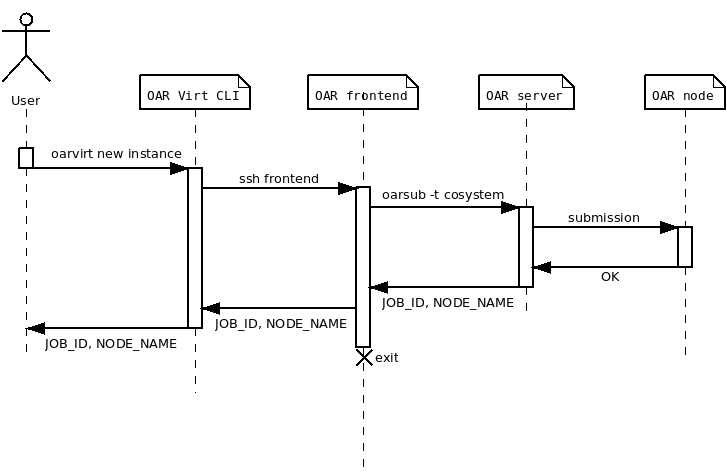 User
OAR Virt CLI
OAR frontend
OAR server
OAR node
oarvirt new instance
ssh frontend
oarsub -t cosystem
submission
OK
JOB_ID, NODE_NAME
JOB_ID, NODE_NAME
JOB_ID, NODE_NAME
exit